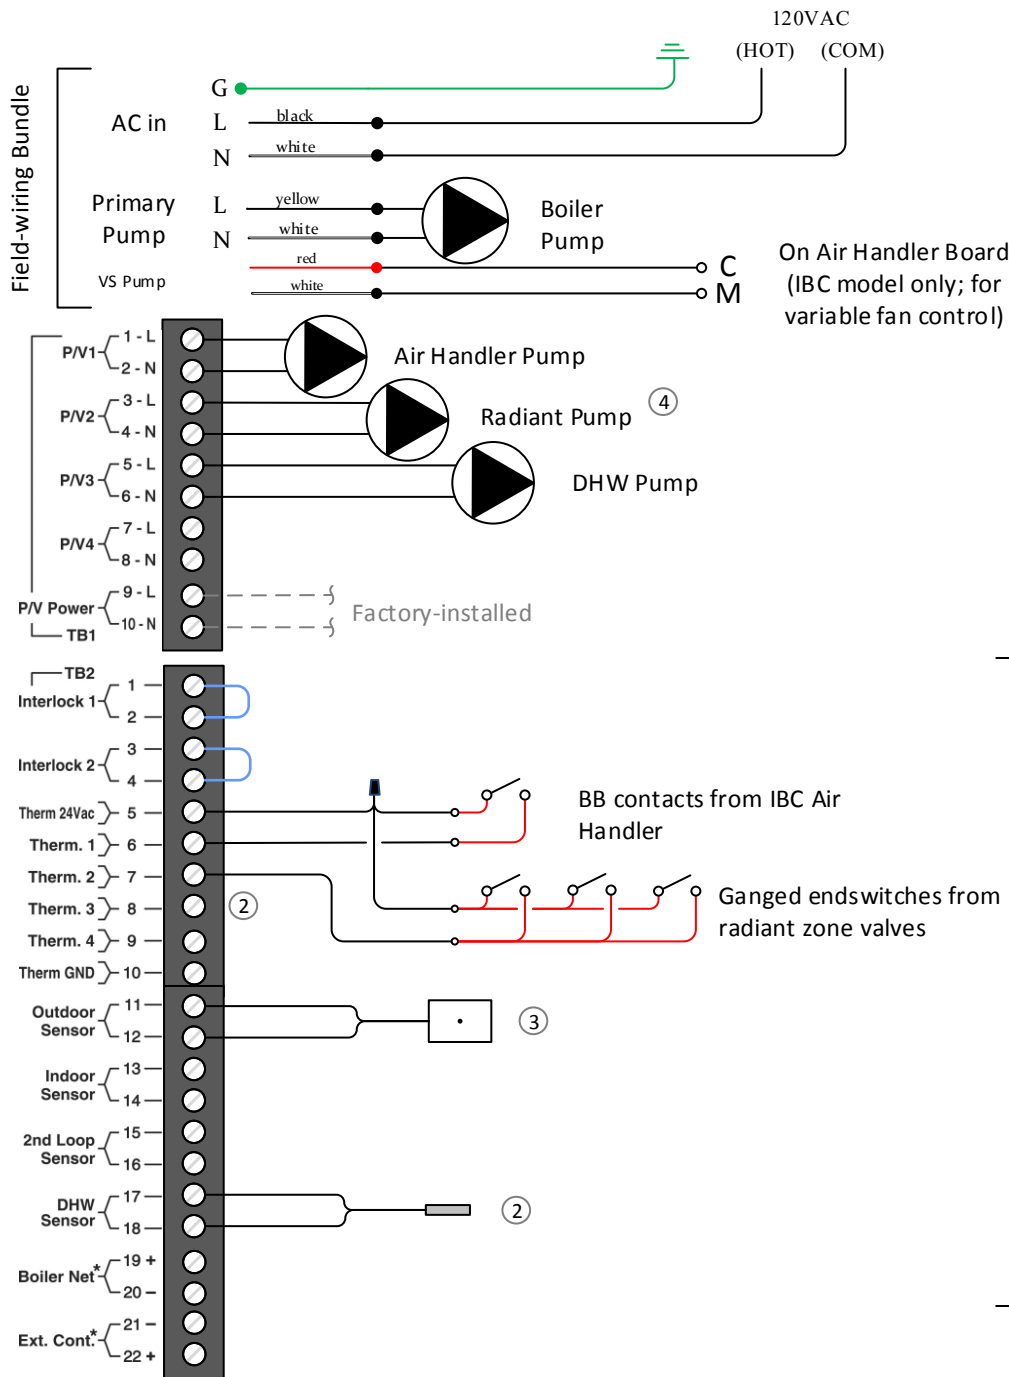 120VAC
(HOT) (COM)
Field-wiring Bundle
G
AC in
L black
N white
Primary
Pump
L yellow
N white
Boiler
Pump
VS Pump
red
white
C
M
On Air Handler Board
(IBC model only; for
variable fan control)
P/V1
1 - L
2 - N
Air Handler Pump
P/V2
3 - L
4 - N
Radiant Pump
4
P/V3
5 - L
6 - N
DHW Pump
P/V4
7 - L
8 - N
P/V Power
9 - L
10 - N
Factory-installed
TB1
TB2
Interlock 1
1
2
Interlock 2
3
4
Therm 24Vac 5
Therm. 1 6
BB contacts from IBC Air
Handler
Therm. 2 7
Therm. 3 8
2
Therm. 4 9
Therm GND 10
Ganged endswitches from
radiant zone valves
Outdoor
Sensor
11
12
3
Indoor
Sensor
13
14
2nd Loop
Sensor
15
16
DHW
Sensor
17
18
2
Boiler Net*
19 +
20 –
Ext. Cont.*
21 –
22 +